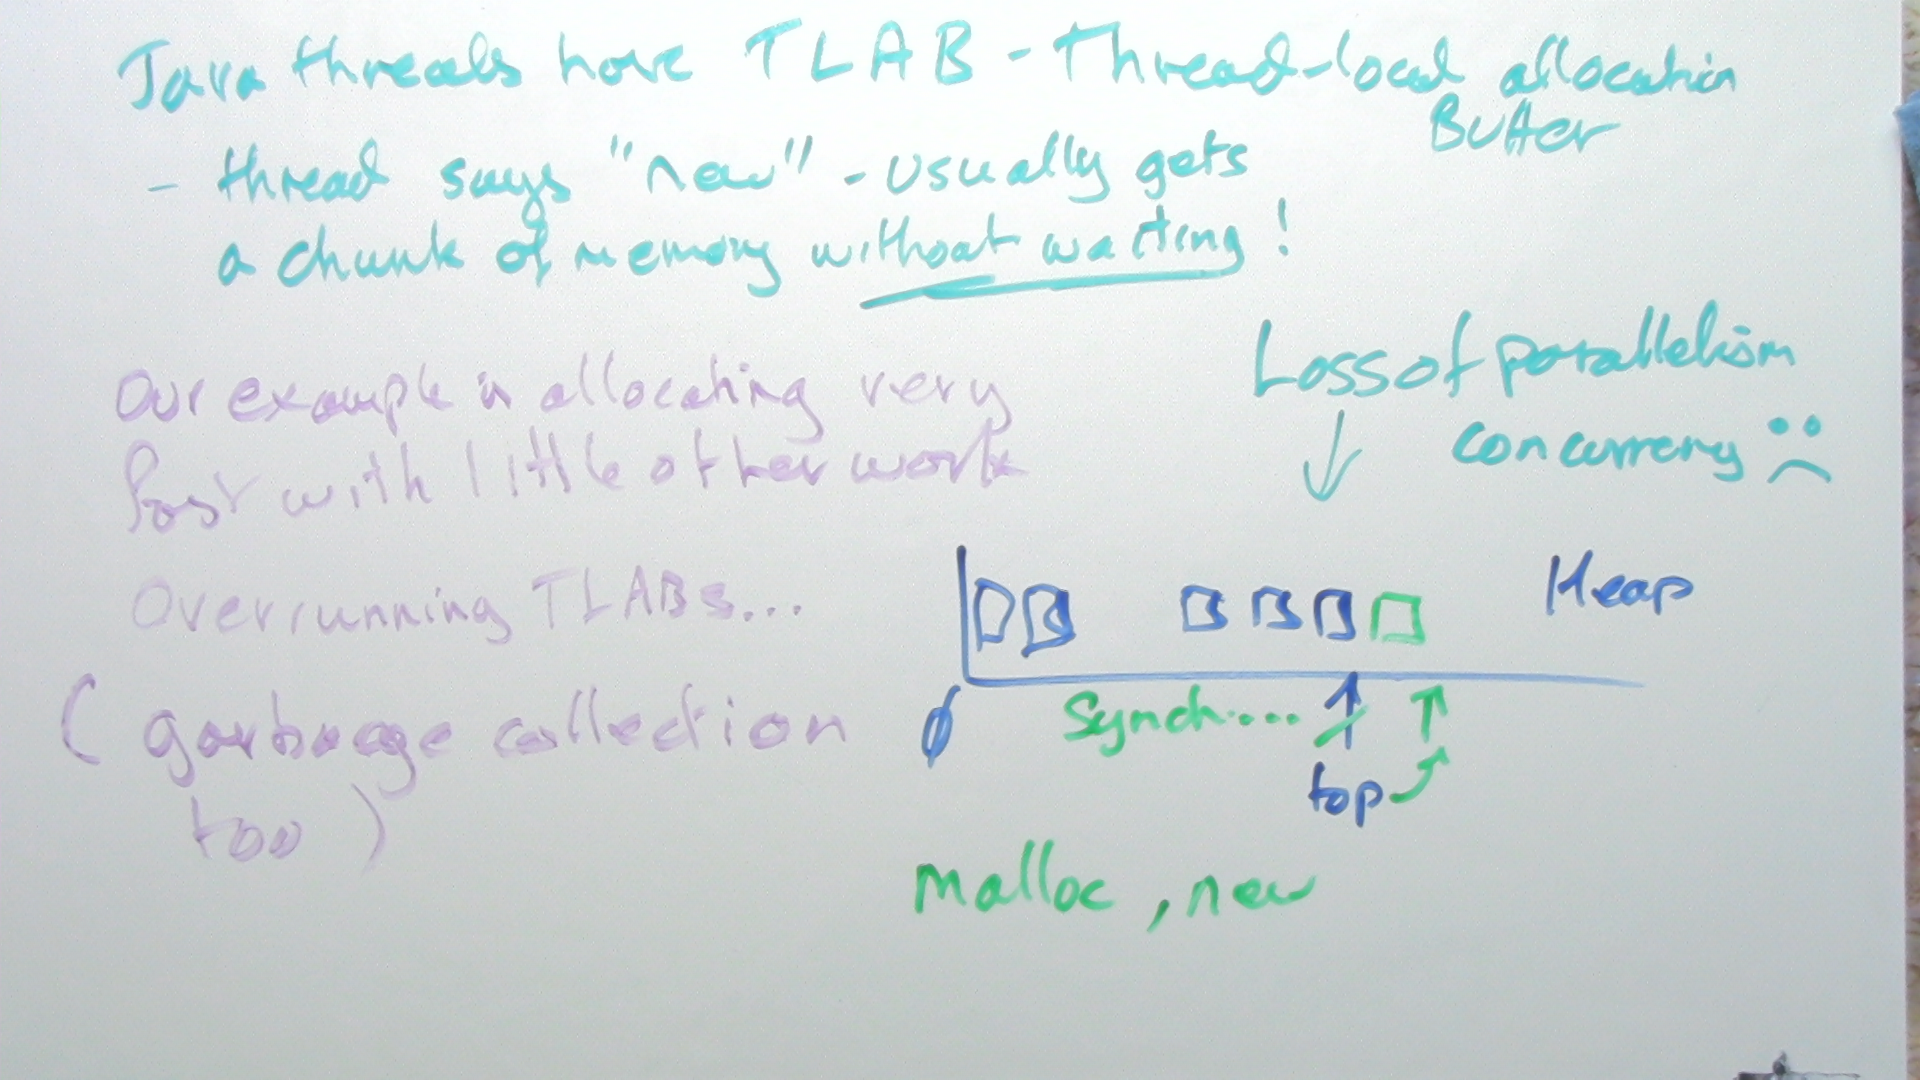 Java threads have TLAB - Thread-local allocation
Buffer
- thread says "new" - usually gets
a chunk of memory without waiting!
Loss of parallelism
concurrency
Our example is allocating very
fast with little other work
Overrunning TLABs...
(garbage collection
too)
Heap
Ø
Synch....
top
malloc, new